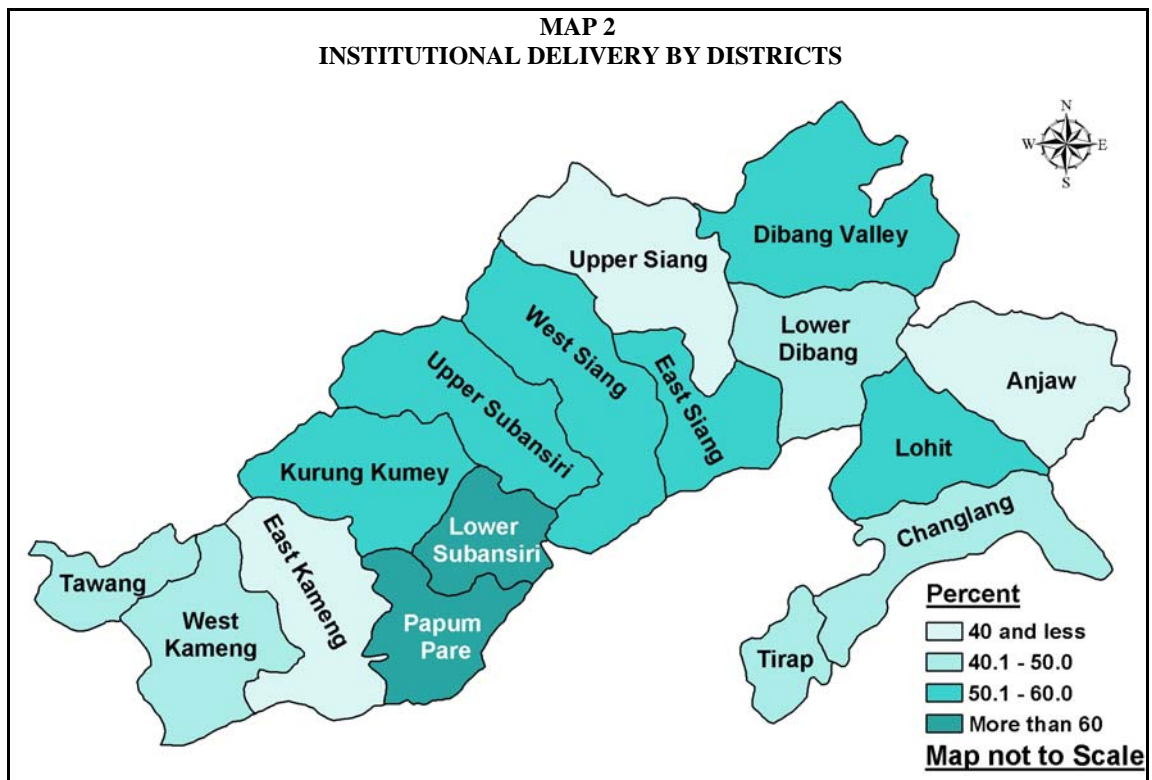 MAP 2
INSTITUTIONAL DELIVERY BY DISTRICTS
N
W E
S
Dibang Valley
Upper Siang
Lower
Dibang
West Siang
East Siang
Anjaw
Upper Subansiri
Lohit
Kurung Kumey
Changlang
Lower
Subansiri
East Kameng
Tawang
West
Kameng
Papum
Pare
Tirap
Percent
40 and less
40.1 - 50.0
50.1 - 60.0
More than 60
Map not to Scale